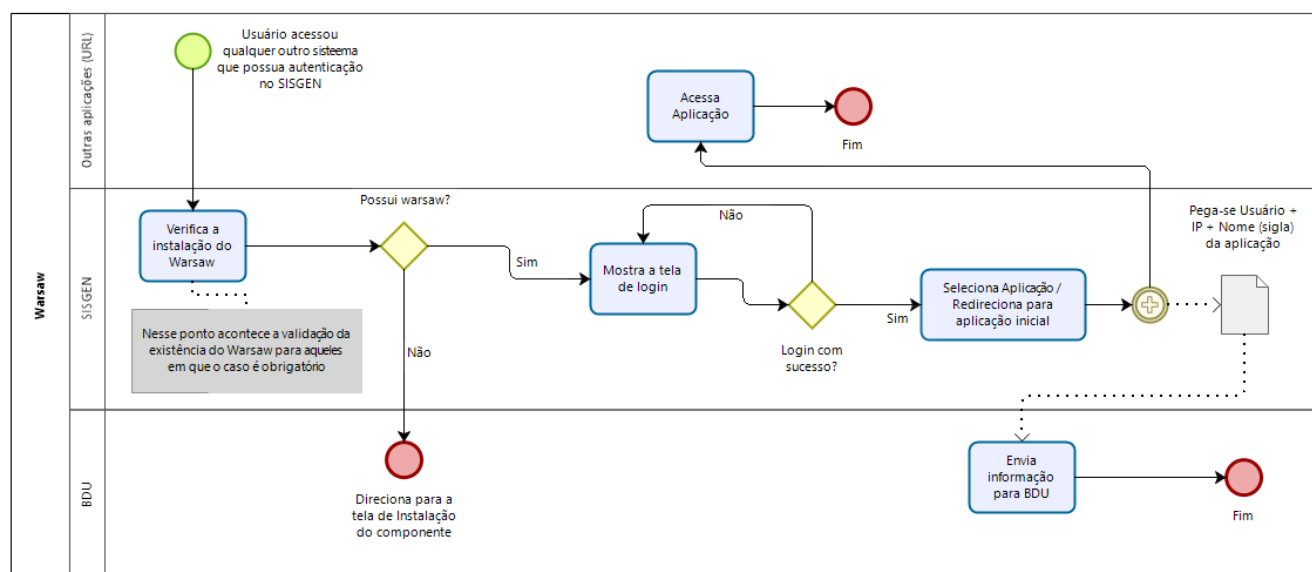 Warsaw
Outras aplicações (URL)
Usuário acessou
qualquer outro sisteema
que possua autenticação
no SISGEN
Acessa
Aplicação
Fim
SISGEN
Verifica a
instalação do
Warsaw
Nesse ponto acontece a validação da
existência do Warsaw para aqueles
em que o caso é obrigatório
Possui warsaw?
Sim
Não
Mostra a tela
de login
Não
Login com
sucesso?
Sim
Seleciona Aplicação /
Redireciona para
aplicação inicial
Pega-se Usuário +
IP + Nome (sigla)
da aplicação
BDU
Direciona para a
tela de Instalação
do componente
Envia
informação
para BDU
Fim